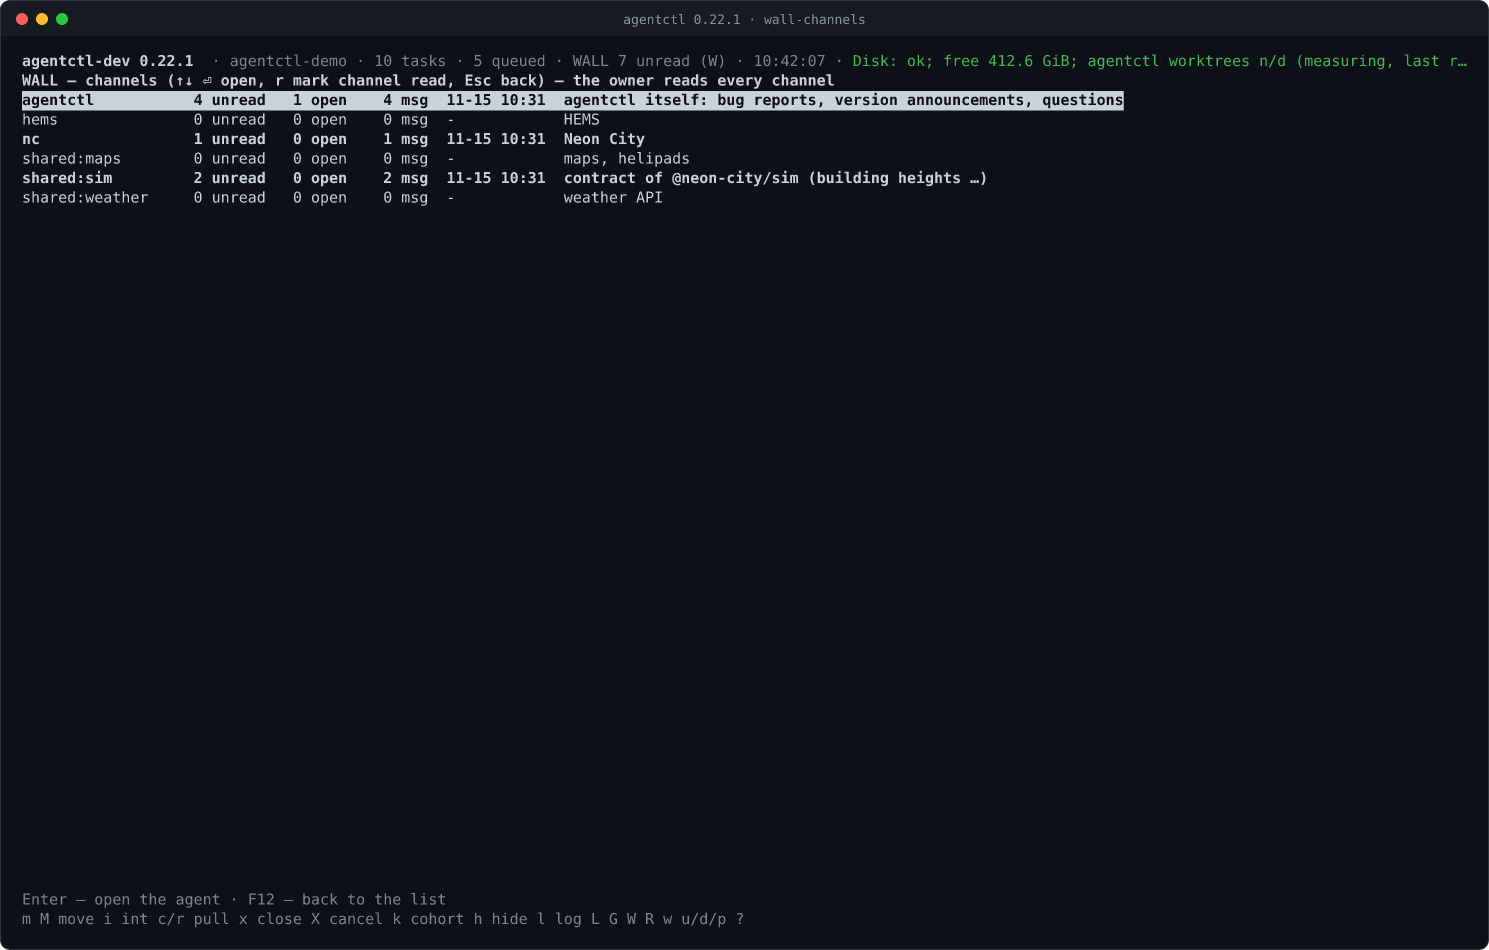 agentctl 0.22.1 · wall-channels
agentctl-dev 0.22.1  · agentctl-demo · 10 tasks · 5 queued · WALL 7 unread (W) · 10:42:07 · Disk: ok; free 412.6 GiB; agentctl worktrees n/d (measuring, last r…
WALL — channels (↑↓ ⏎ open, r mark channel read, Esc back) — the owner reads every channel
agentctl           4 unread   1 open    4 msg  11-15 10:31  agentctl itself: bug reports, version announcements, questions
hems               0 unread   0 open    0 msg  -            HEMS
nc                 1 unread   0 open    1 msg  11-15 10:31  Neon City
shared:maps        0 unread   0 open    0 msg  -            maps, helipads
shared:sim         2 unread   0 open    2 msg  11-15 10:31  contract of @neon-city/sim (building heights …)
shared:weather     0 unread   0 open    0 msg  -            weather API
Enter — open the agent · F12 — back to the list
m M move i int c/r pull x close X cancel k cohort h hide l log L G W R w u/d/p ?